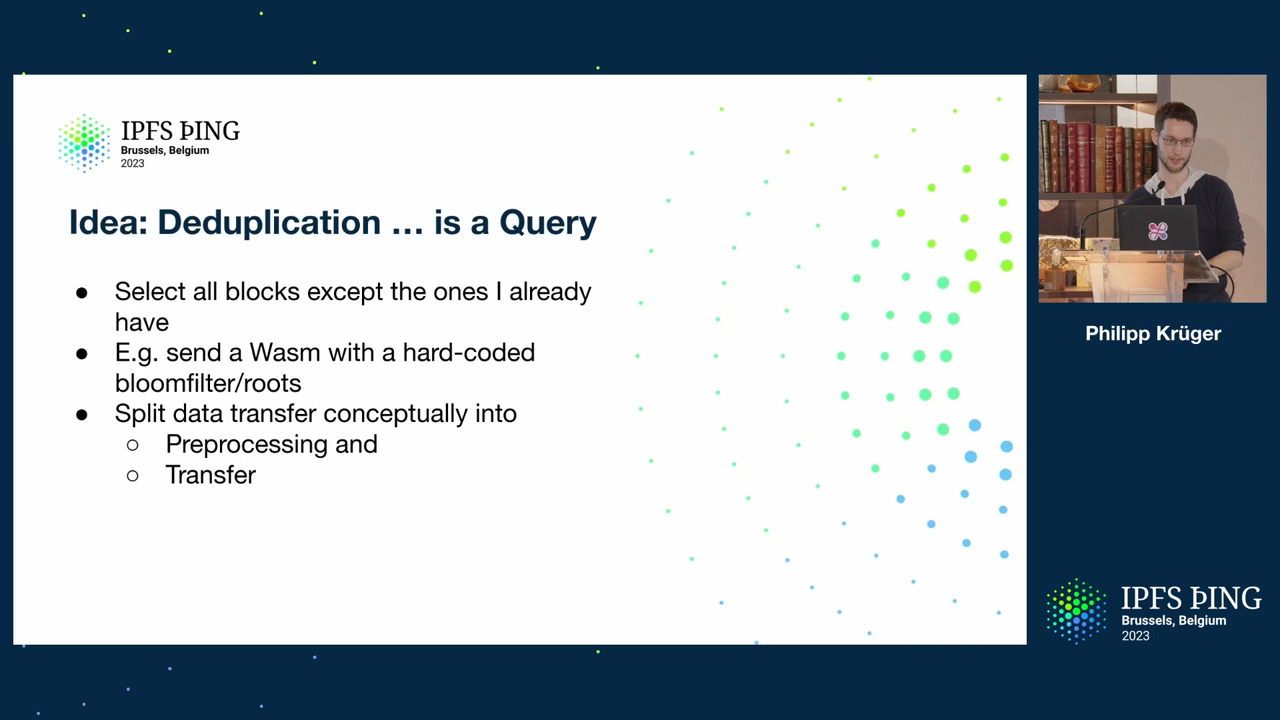 IPFS ÞING
Brussels, Belgium
2023
Idea: Deduplication … is a Query
● Select all blocks except the ones I already
have
● E.g. send a Wasm with a hard-coded
bloomfilter/roots
● Split data transfer conceptually into
○ Preprocessing and
○ Transfer
Philipp Krüger
IPFS ÞING
Brussels, Belgium
2023